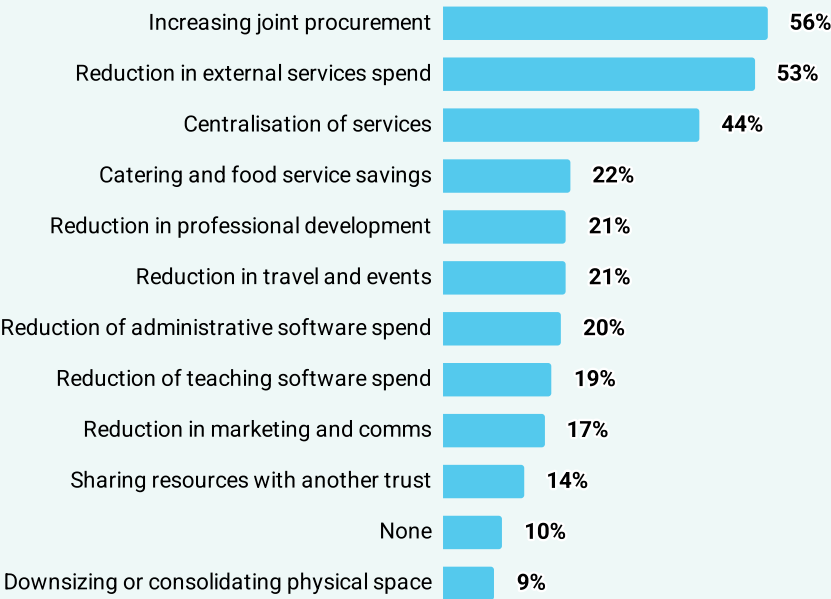 Increasing joint procurement 56%
Reduction in external services spend 53%
Centralisation of services 44%
Catering and food service savings 22%
Reduction in professional development 21%
Reduction in travel and events 21%
Reduction of administrative software spend 20%
Reduction of teaching software spend 19%
Reduction in marketing and comms 17%
Sharing resources with another trust 14%
None 10%
Downsizing or consolidating physical space 9%